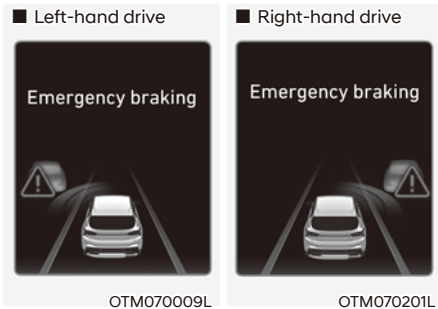 ■ Left-hand drive
Emergency braking
OTM070009L
■ Right-hand drive
Emergency braking
OTM070201L